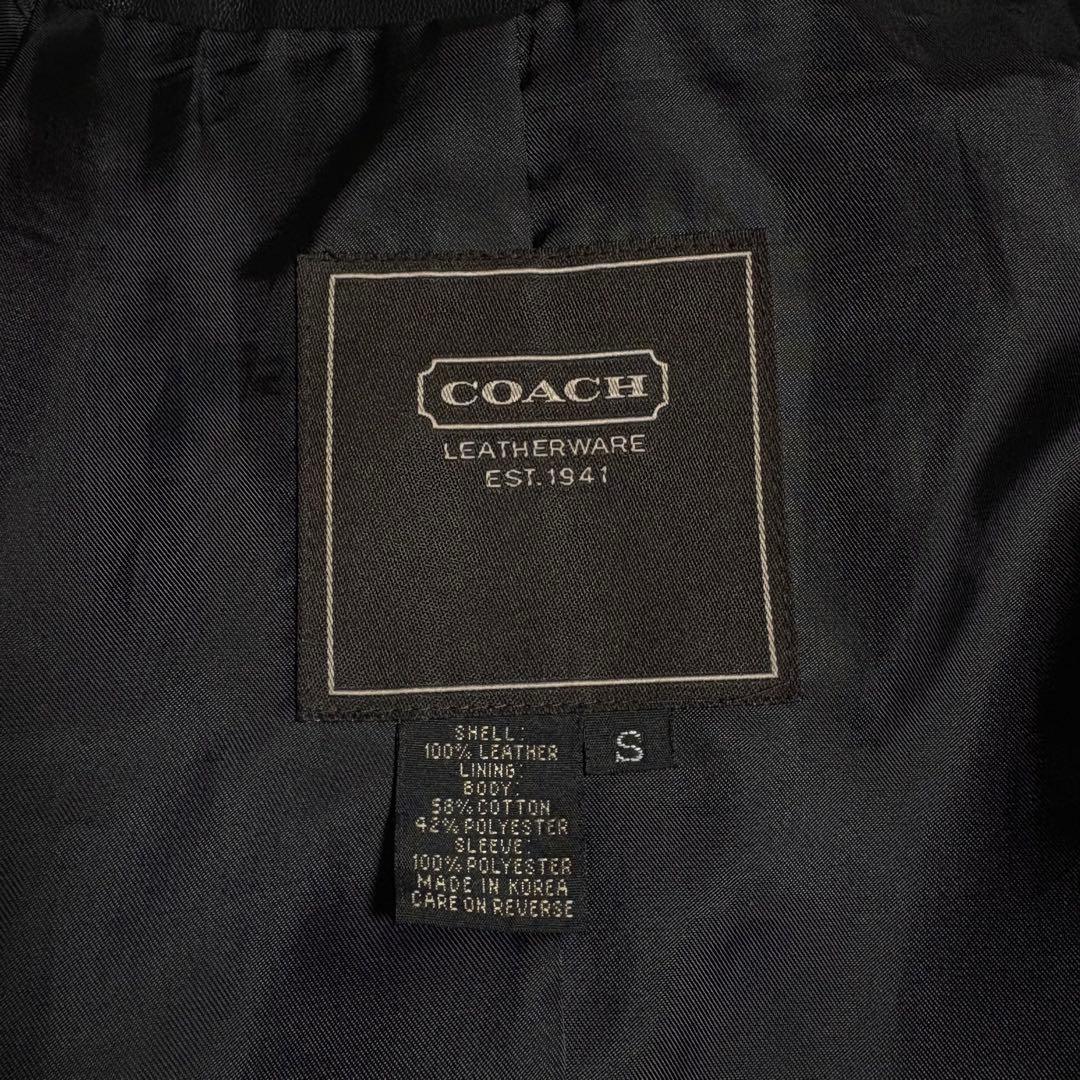 COACH
LEATHERWARE
EST. 1941
S
SHELL:
100% LEATHER
LINING:
BODY:
58% COTTON
42% POLYESTER
SLEEVE:
100% POLYESTER
MADE IN KOREA
CARE ON REVERSE